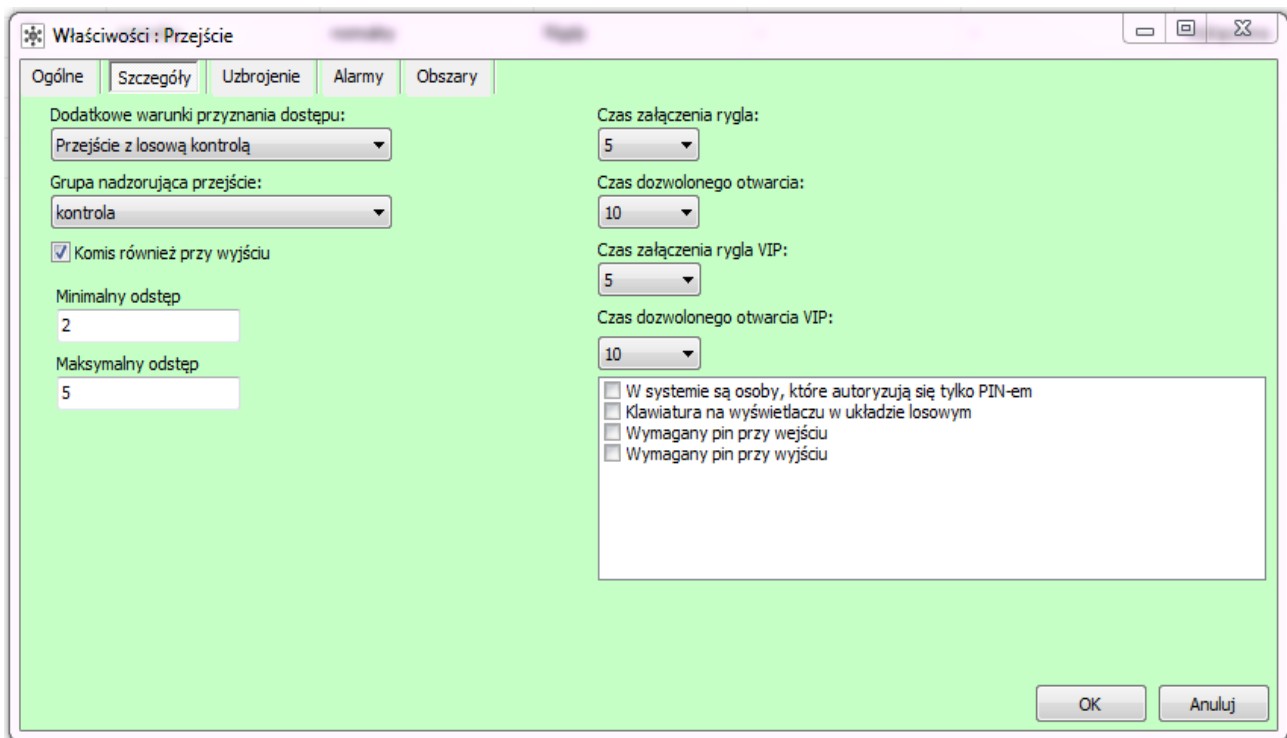 Właściwości : Przejście
Ogólne Szczegóły Uzbrojenie Alarmy Obszary
Dodatkowe warunki przyznania dostępu:
Przejście z losową kontrolą
Grupa nadzorująca przejście:
kontrola
Komis również przy wyjściu
Minimalny odstęp
2
Maksymalny odstęp
5
Czas załączenia rygla:
5
Czas dozwolonego otwarcia:
10
Czas załączenia rygla VIP:
5
Czas dozwolonego otwarcia VIP:
10
W systemie są osoby, które autoryzują się tylko PIN-em
Klawiatura na wyświetlaczu w układzie losowym
Wymagany pin przy wejściu
Wymagany pin przy wyjściu
OK Anuluj